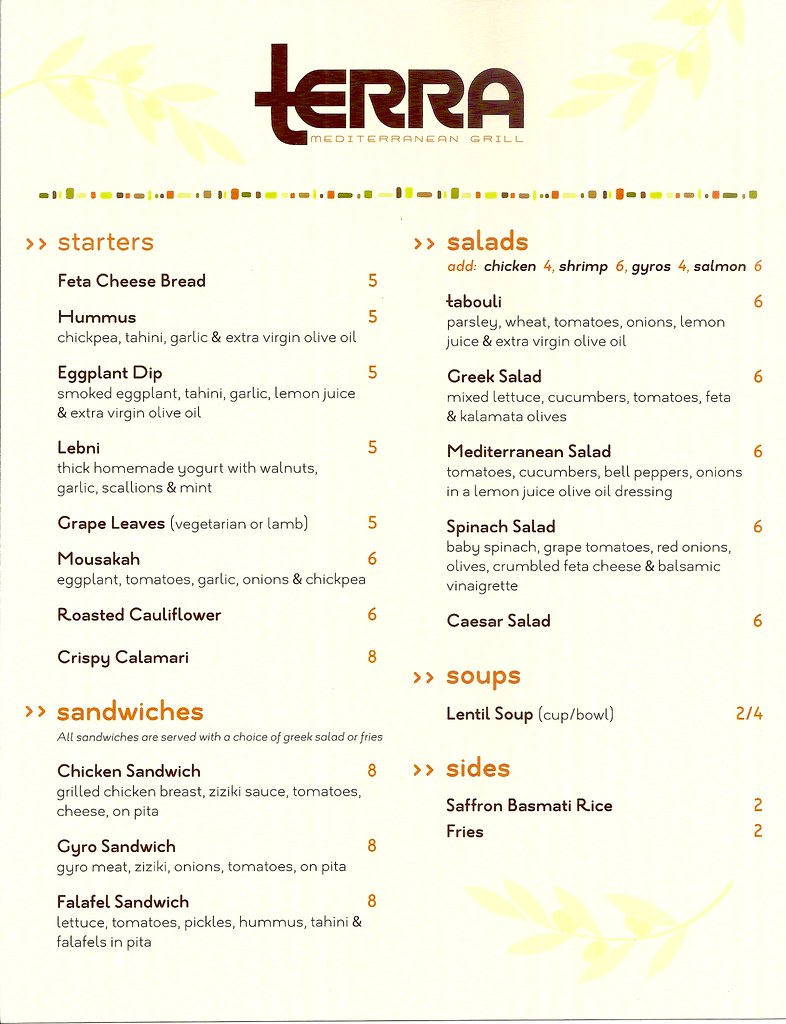 tERRA
MEDITERRANEAN GRILL
>> starters
Feta Cheese Bread 5
Hummus 5
chickpea, tahini, garlic & extra virgin olive oil
Eggplant Dip 5
smoked eggplant, tahini, garlic, lemon juice
& extra virgin olive oil
Lebni 5
thick homemade yogurt with walnuts,
garlic, scallions & mint
Grape Leaves (vegetarian or lamb) 5
Mousakah 6
eggplant, tomatoes, garlic, onions & chickpea
Roasted Cauliflower 6
Crispy Calamari 8
>> sandwiches
All sandwiches are served with a choice of greek salad or fries
Chicken Sandwich 8
grilled chicken breast, ziziki sauce, tomatoes,
cheese, on pita
Gyro Sandwich 8
gyro meat, ziziki, onions, tomatoes, on pita
Falafel Sandwich 8
lettuce, tomatoes, pickles, hummus, tahini &
falafels in pita
>> salads
add: chicken 4, shrimp 6, gyros 4, salmon 6
tabouli 6
parsley, wheat, tomatoes, onions, lemon
juice & extra virgin olive oil
Greek Salad 6
mixed lettuce, cucumbers, tomatoes, feta
& kalamata olives
Mediterranean Salad 6
tomatoes, cucumbers, bell peppers, onions
in a lemon juice olive oil dressing
Spinach Salad 6
baby spinach, grape tomatoes, red onions,
olives, crumbled feta cheese & balsamic
vinaigrette
Caesar Salad 6
>> soups
Lentil Soup (cup/bowl) 2/4
>> sides
Saffron Basmati Rice 2
Fries 2